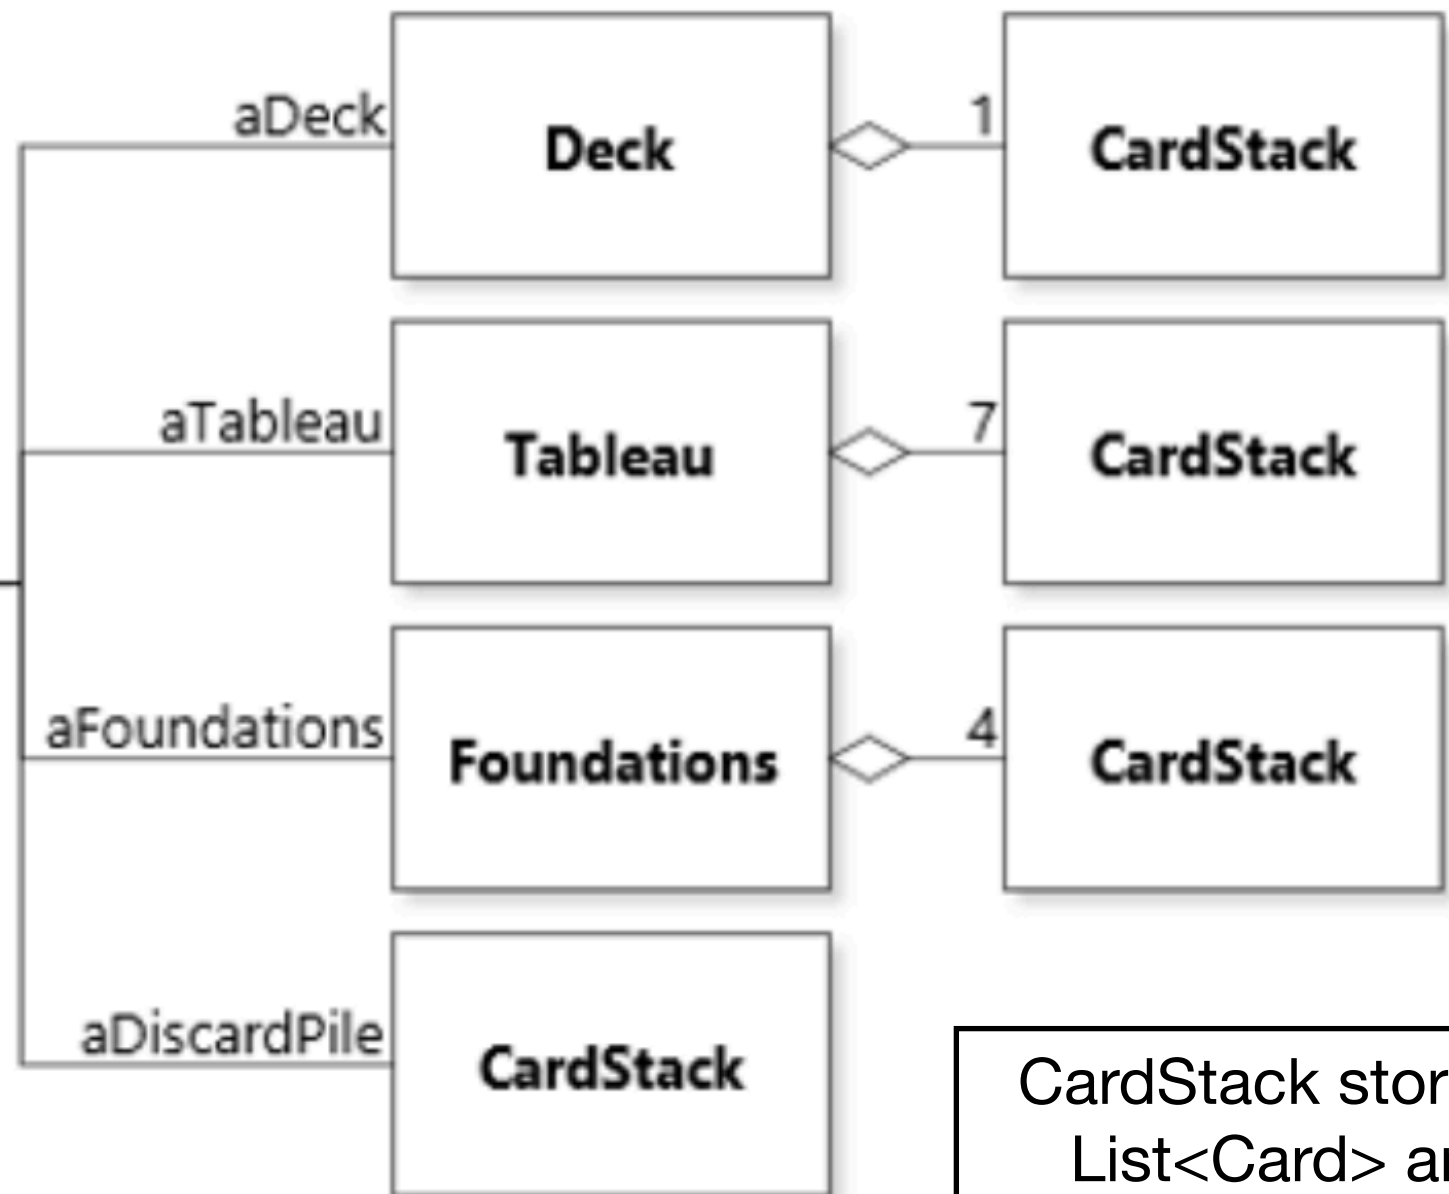 aDeck
Deck
1
CardStack
aTableau
Tableau
7
CardStack
aFoundations
Foundations
4
CardStack
aDiscardPile
CardStack
CardStack stor
List<Card> a